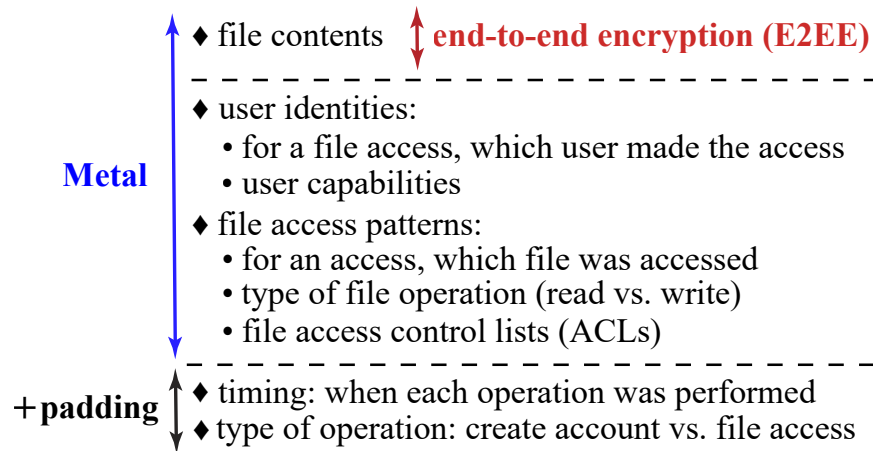 ♦ file contents end-to-end encryption (E2EE)
♦ user identities:
• for a file access, which user made the access
Metal
• user capabilities
♦ file access patterns:
• for an access, which file was accessed
• type of file operation (read vs. write)
• file access control lists (ACLs)
♦ timing: when each operation was performed
+padding
♦ type of operation: create account vs. file access